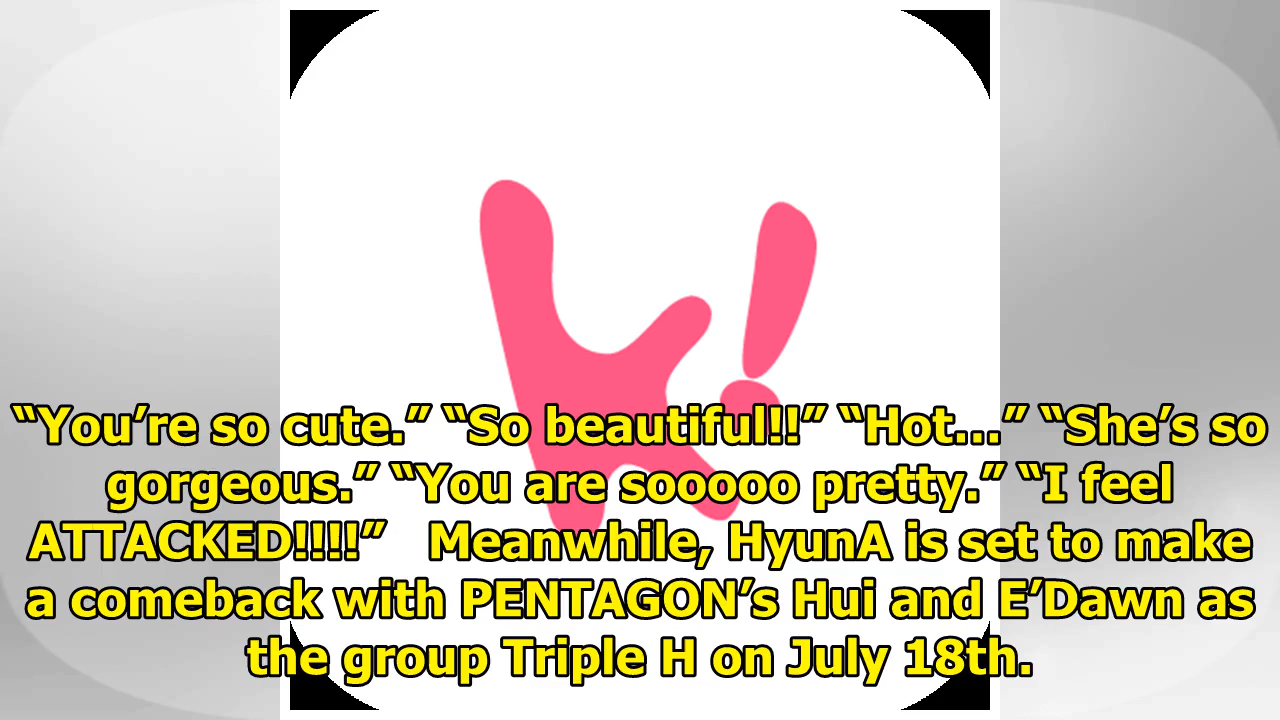 “You’re so cute.” “So beautiful!!” “Hot...” “She’s so
gorgeous.” “You are sooooo pretty.” “I feel
ATTACKED!!!!”   Meanwhile, HyunA is set to make
a comeback with PENTAGON’s Hui and E’Dawn as
the group Triple H on July 18th.